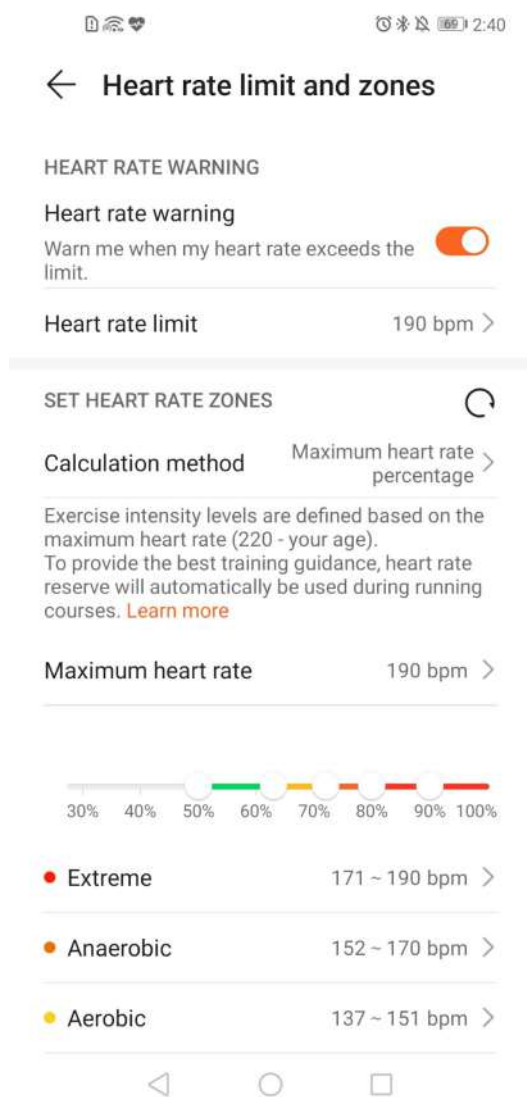 69 2:40
Heart rate limit and zones
HEART RATE WARNING
Heart rate warning
Warn me when my heart rate exceeds the
limit.
Heart rate limit 190 bpm
SET HEART RATE ZONES
Calculation method Maximum heart rate
percentage
Exercise intensity levels are defined based on the
maximum heart rate (220 - your age).
To provide the best training guidance, heart rate
reserve will automatically be used during running
courses. Learn more
Maximum heart rate 190 bpm
30% 40% 50% 60% 70% 80% 90% 100%
Extreme 171 ~ 190 bpm
Anaerobic 152 ~ 170 bpm
Aerobic 137 ~ 151 bpm